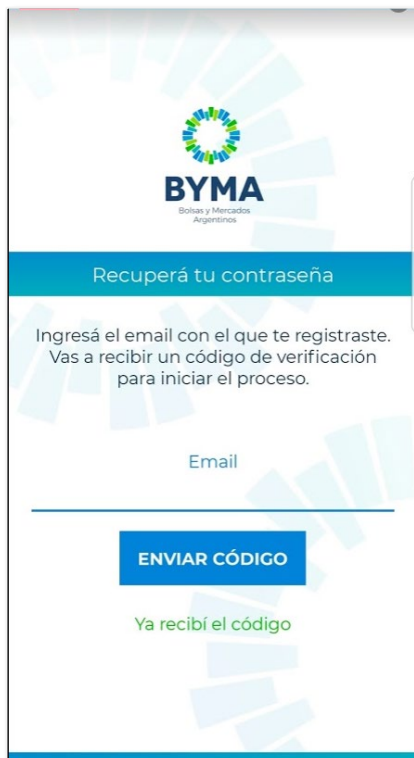 BYMA
Bolsas y Mercados
Argentinos
Recuperá tu contraseña
Ingresá el email con el que te registraste.
Vas a recibir un código de verificación
para iniciar el proceso.
Email
ENVIAR CÓDIGO
Ya recibí el código